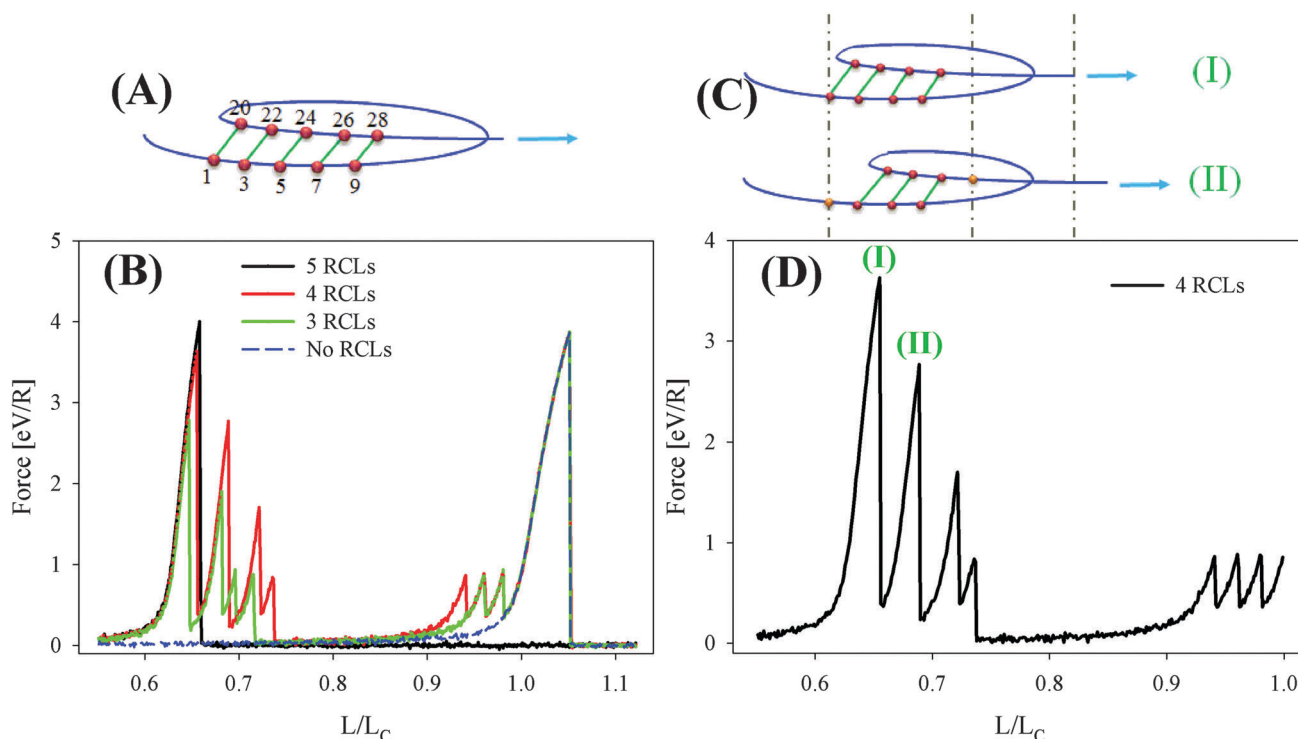 (A)
20 22 24 26 28
1 3 5 7 9
(B)
5 RCLs
4 RCLs
3 RCLs
No RCLs
Force [eV/R]
5
4
3
2
1
0
0.6 0.7 0.8 0.9 1.0 1.1
L/L_C
(C)
(I)
(II)
(D)
(I)
(II)
4 RCLs
Force [eV/R]
4
3
2
1
0
0.6 0.7 0.8 0.9 1.0
L/L_C